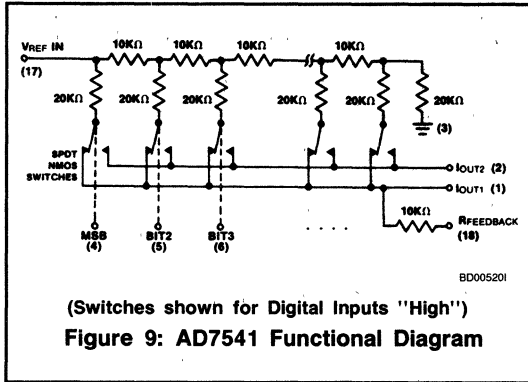 VREF IN
(17)
10KΩ 10KΩ 10KΩ 10KΩ
20KΩ 20KΩ 20KΩ 20KΩ 20KΩ 20KΩ
(3)
SPDT
NMOS
SWITCHES
IOUT2 (2)
IOUT1 (1)
10KΩ
RFEEDBACK
(18)
MSB BIT2 BIT3 . . . .
(4) (5) (6)
BD00520I
(Switches shown for Digital Inputs "High")
Figure 9: AD7541 Functional Diagram